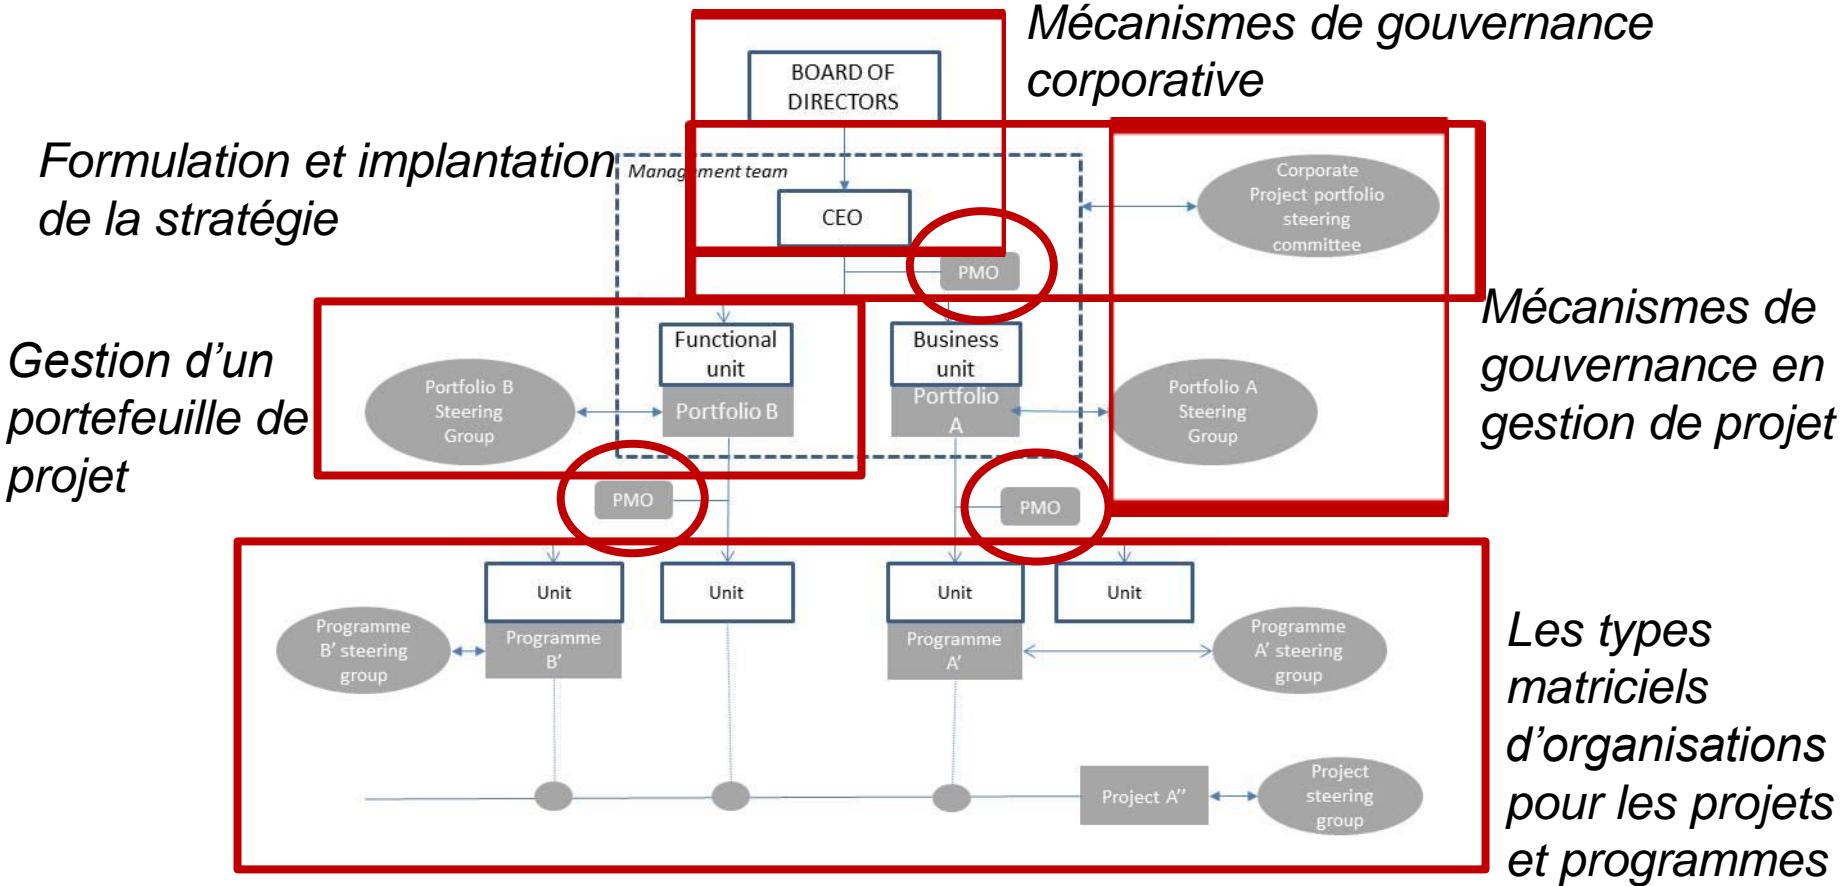 Mécanismes de gouvernance
corporative
BOARD OF
DIRECTORS
Formulation et implantation
de la stratégie
Management team
CEO
Corporate
Project portfolio
steering
committee
PMO
Gestion d’un
portefeuille de
projet
Portfolio B
Steering
Group
Functional
unit
Portfolio B
Business
unit
Portfolio
A
Portfolio A
Steering
Group
Mécanismes de
gouvernance en
gestion de projet
PMO
PMO
Unit
Unit
Unit
Unit
Programme
B’ steering
group
Programme
B’
Programme
A’
Programme
A’ steering
group
Project A’’
Project
steering
group
Les types
matriciels
d’organisations
pour les projets
et programmes